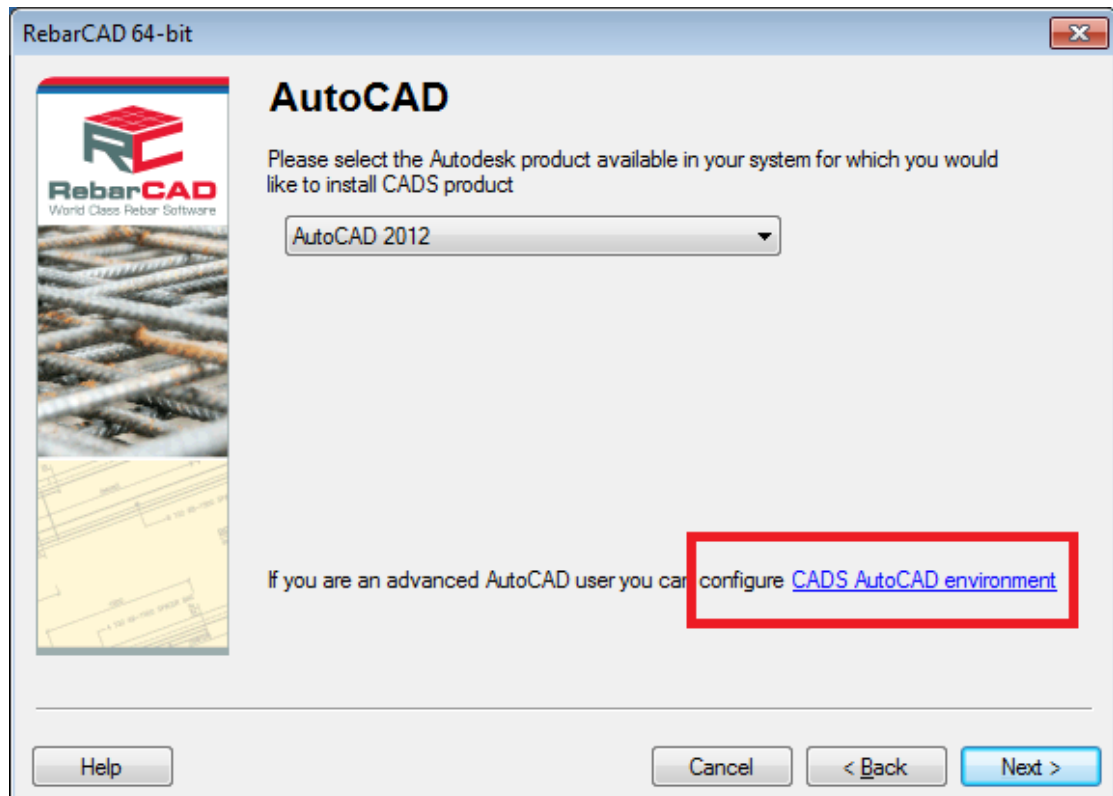 RebarCAD 64-bit
RC
RebarCAD
World Class Rebar Software
AutoCAD
Please select the Autodesk product available in your system for which you would
like to install CADS product
AutoCAD 2012
If you are an advanced AutoCAD user you can configure CADS AutoCAD environment
Help
Cancel
< Back
Next >